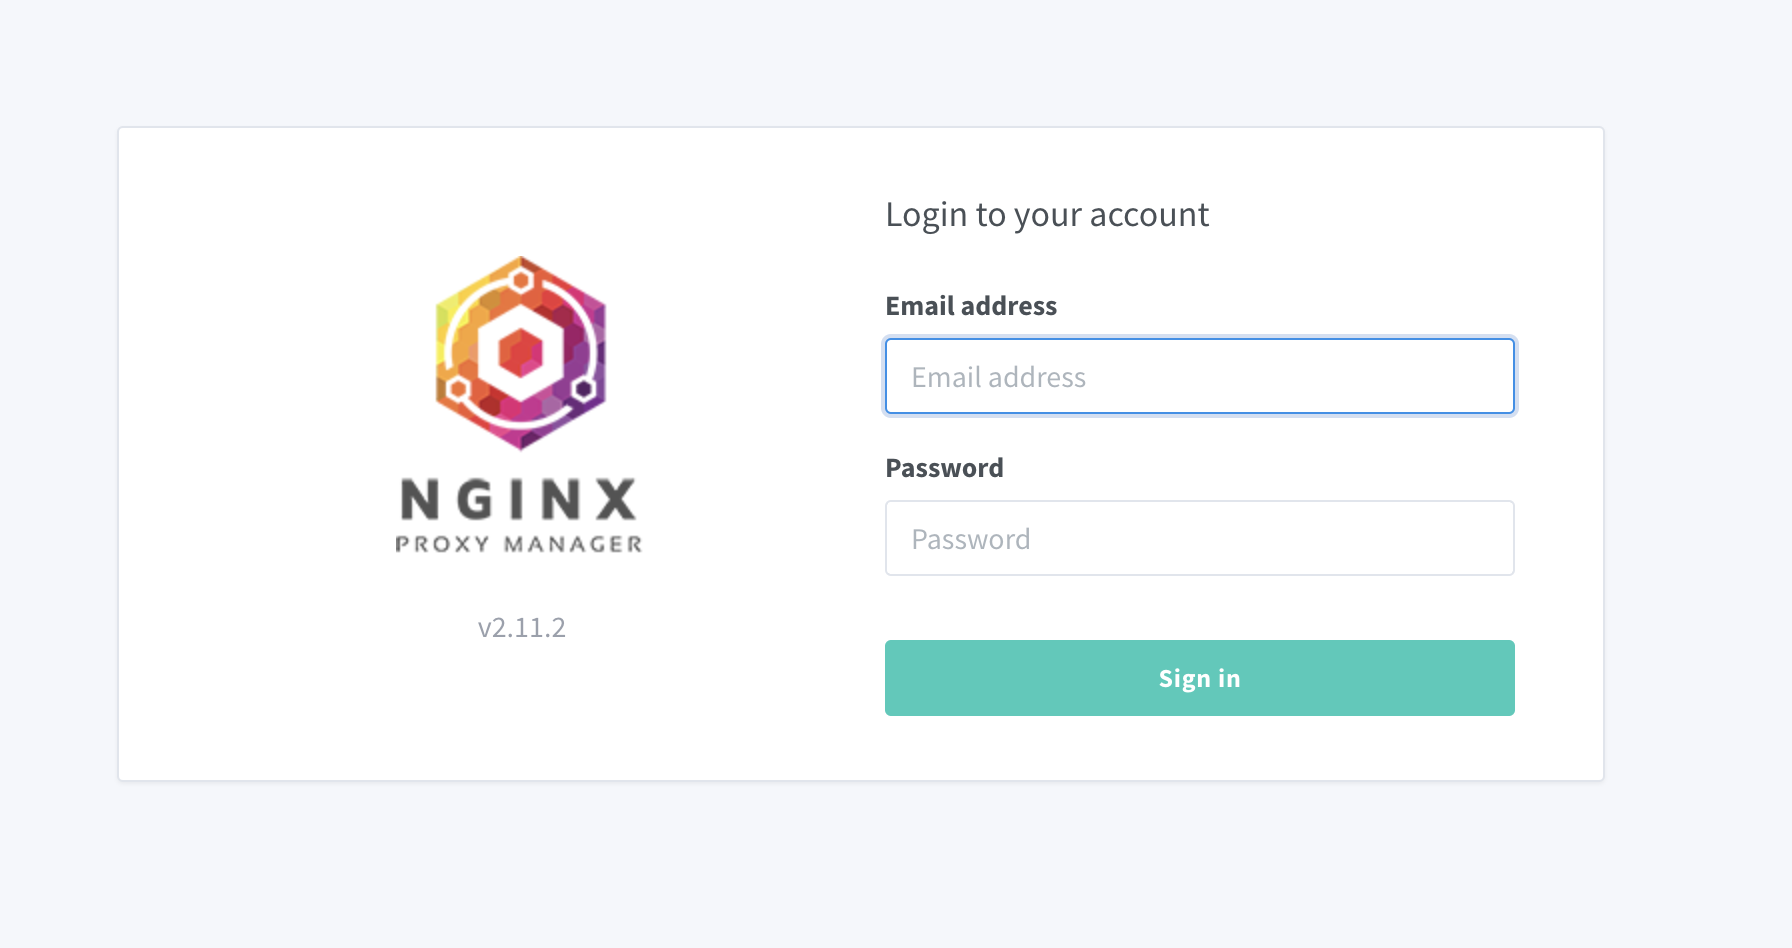 NGINX
PROXY MANAGER
v2.11.2
Login to your account
Email address
Email address
Password
Password
Sign in